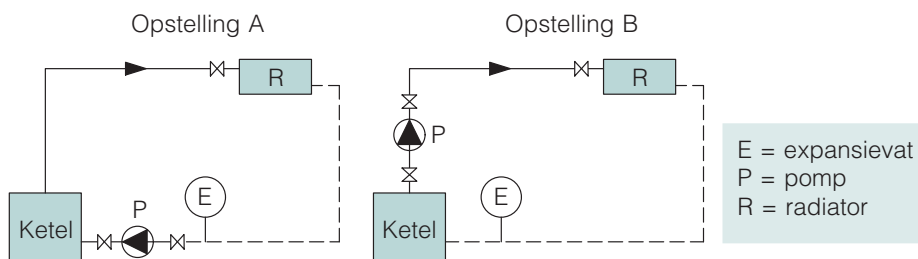 Opstelling A
R
P
E
Ketel
Opstelling B
R
P
E
Ketel
E = expansievat
P = pomp
R = radiator